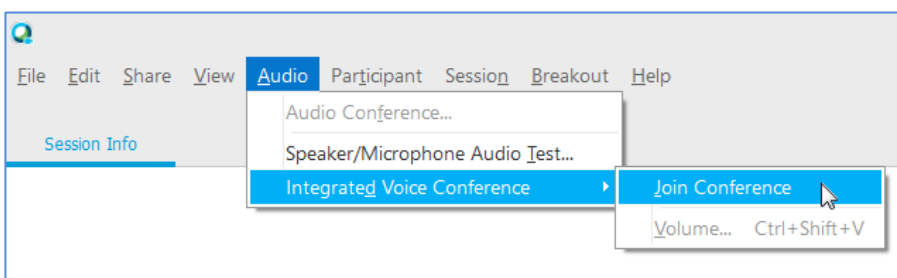 File Edit Share View Audio Participant Session Breakout Help
Audio Conference...
Session Info
Speaker/Microphone Audio Test...
Integrated Voice Conference
Join Conference
Volume... Ctrl+Shift+V